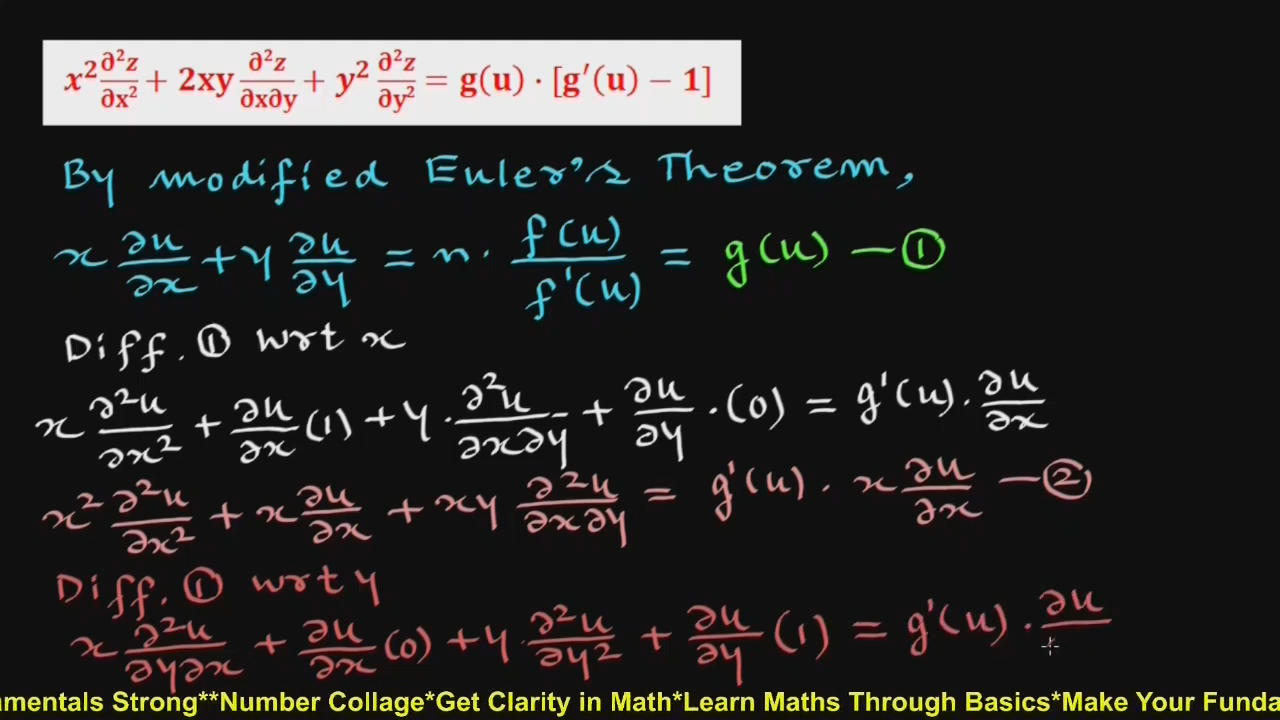 x² ∂²z/∂x² + 2xy ∂²z/∂x∂y + y² ∂²z/∂y² = g(u) · [g′(u) − 1]
By modified Euler's Theorem,
x ∂u/∂x + y ∂u/∂y = n · f(u)/f'(u) = g(u) — ①
Diff. ① wrt x
x ∂²u/∂x² + ∂u/∂x (1) + y · ∂²u/∂x∂y + ∂u/∂y · (0) = g'(u) · ∂u/∂x
x² ∂²u/∂x² + x ∂u/∂x + xy ∂²u/∂x∂y = g'(u) · x ∂u/∂x — ②
Diff. ① wrt y
x ∂²u/∂y∂x + ∂u/∂x (0) + y · ∂²u/∂y² + ∂u/∂y (1) = g'(u) · ∂u/
amentals Strong**Number Collage*Get Clarity in Math*Learn Maths Through Basics*Make Your Funda